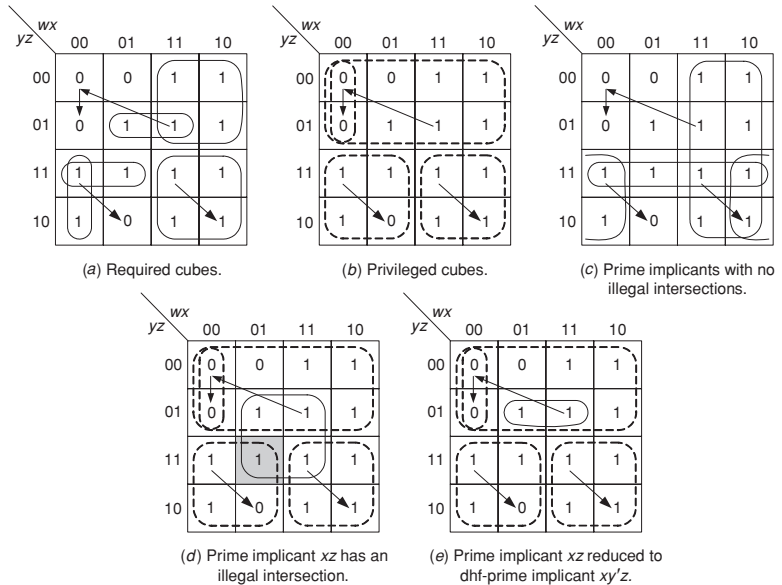 wx
yz
00 01 11 10
00 0 0 1 1
01 0 1 1 1
11 1 1 1 1
10 1 0 1 1
(a) Required cubes.
wx
yz
00 01 11 10
00 0 0 1 1
01 0 1 1 1
11 1 1 1 1
10 1 0 1 1
(b) Privileged cubes.
wx
yz
00 01 11 10
00 0 0 1 1
01 0 1 1 1
11 1 1 1 1
10 1 0 1 1
(c) Prime implicants with no
illegal intersections.
wx
yz
00 01 11 10
00 0 0 1 1
01 0 1 1 1
11 1 1 1 1
10 1 0 1 1
(d) Prime implicant xz has an
illegal intersection.
wx
yz
00 01 11 10
00 0 0 1 1
01 0 1 1 1
11 1 1 1 1
10 1 0 1 1
(e) Prime implicant xz reduced to
dhf-prime implicant xy′z.